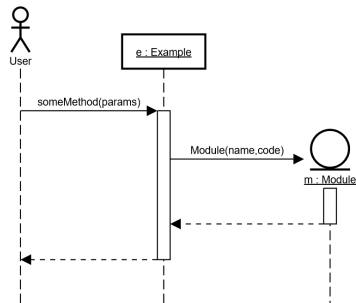 User
e : Example
someMethod(params)
Module(name,code)
m : Module